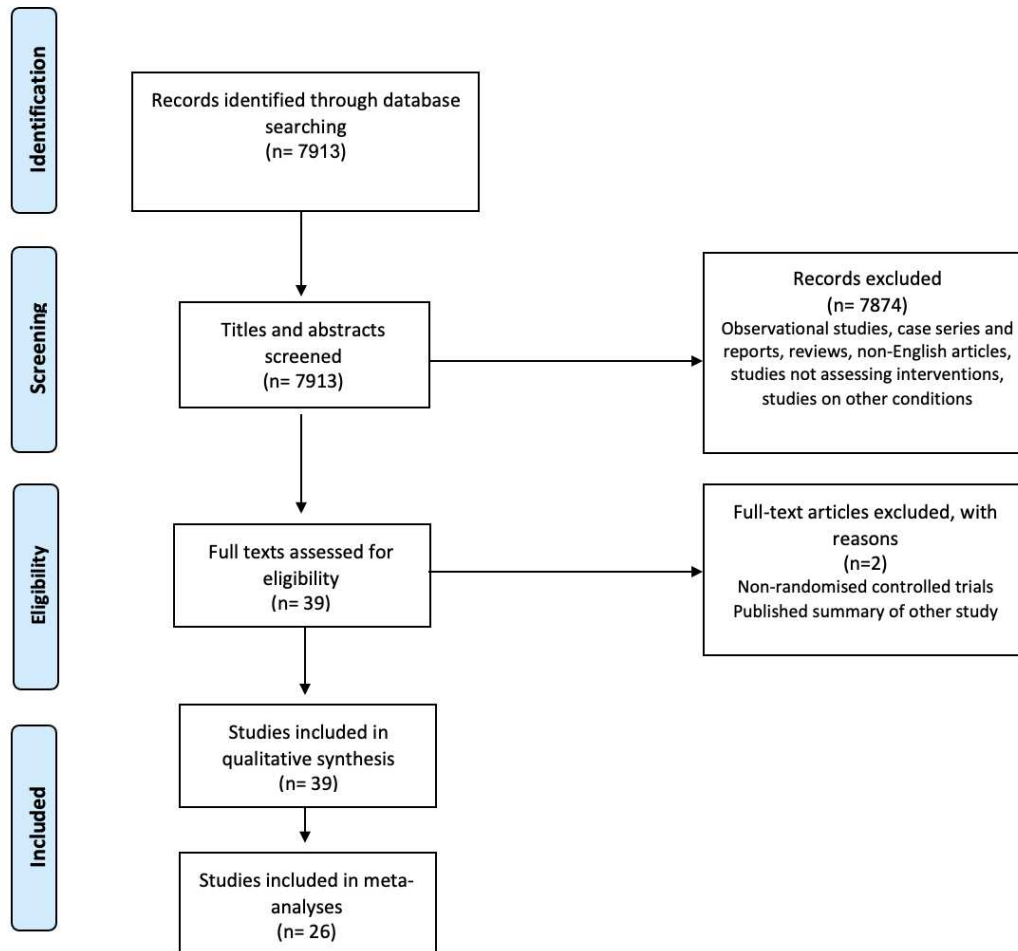 Identification
Records identified through database
searching
(n= 7913)
Screening
Titles and abstracts
screened
(n= 7913)
Records excluded
(n= 7874)
Observational studies, case series and
reports, reviews, non-English articles,
studies not assessing interventions,
studies on other conditions
Eligibility
Full texts assessed for
eligibility
(n= 39)
Full-text articles excluded, with
reasons
(n=2)
Non-randomised controlled trials
Published summary of other study
Included
Studies included in
qualitative synthesis
(n= 39)
Studies included in meta-
analyses
(n= 26)